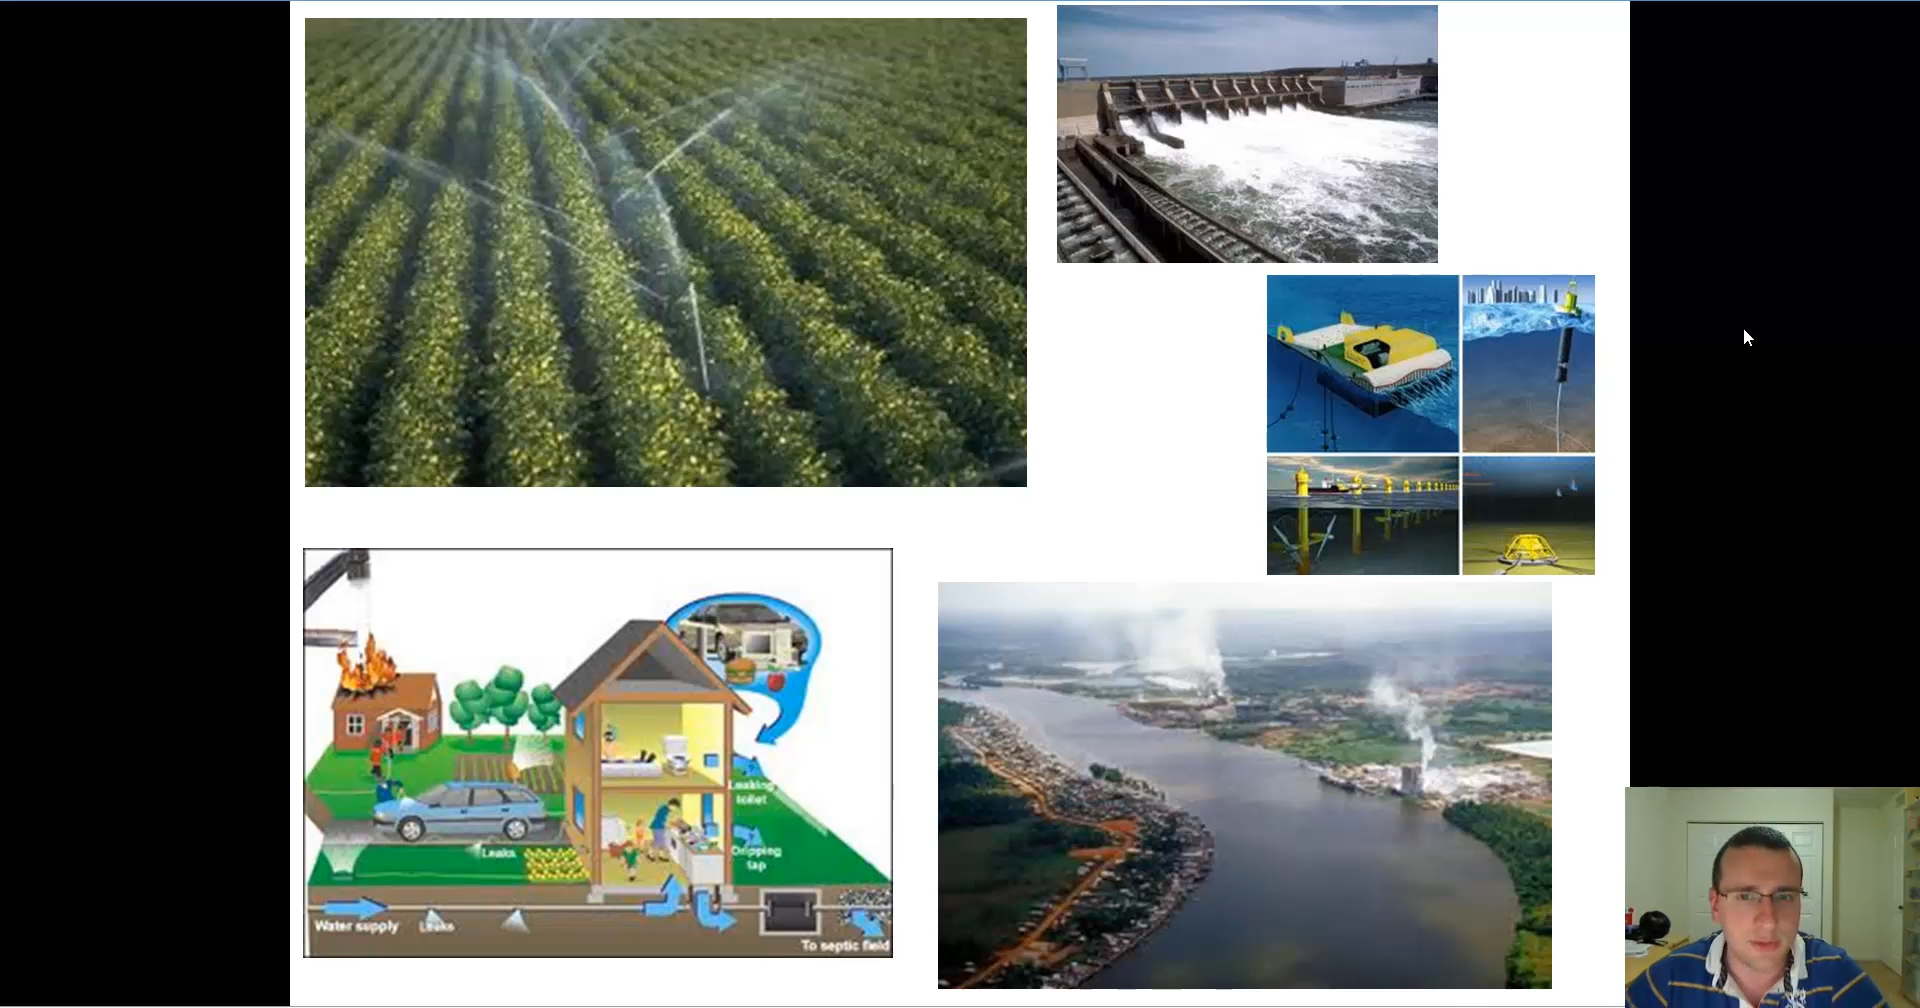 Leaking
toilet
Dripping
tap
Leaks
Water supply
Leaks
To septic field